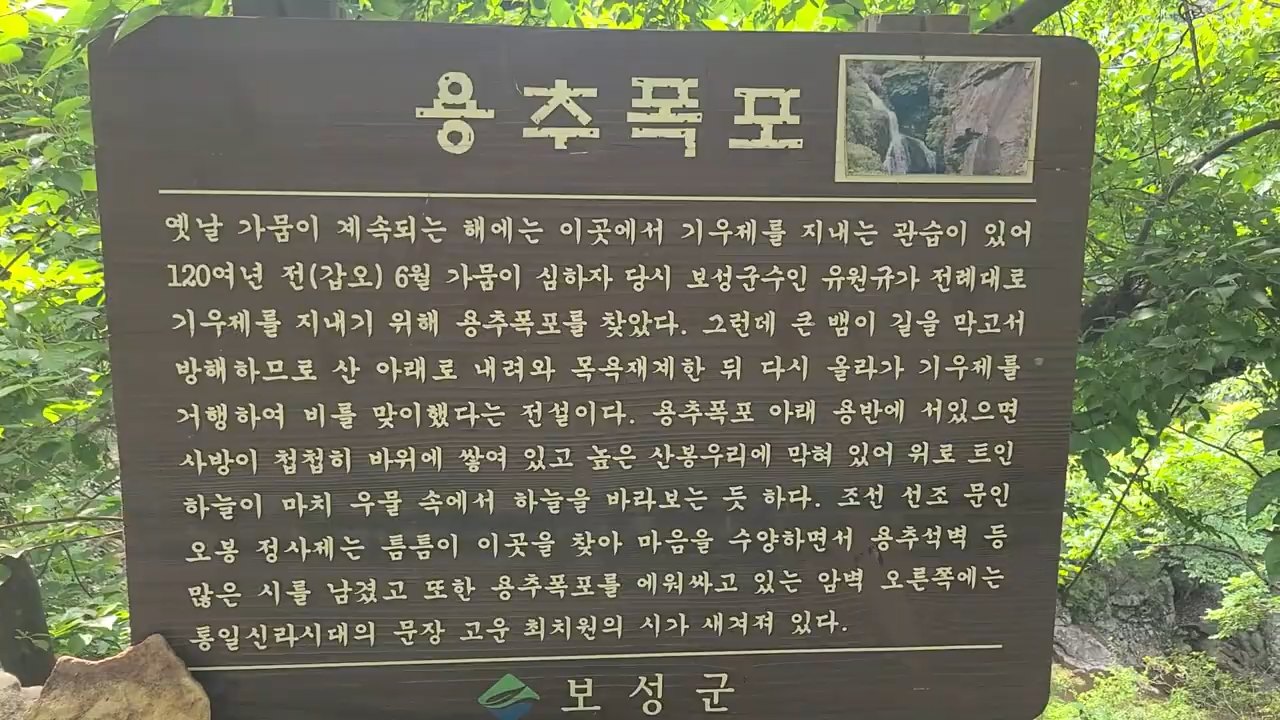 용추폭포
옛날 가뭄이 계속되는 해에는 이곳에서 기우제를 지내는 관습이 있어
120여년 전(갑오) 6월 가뭄이 심하자 당시 보성군수인 유원규가 전례대로
기우제를 지내기 위해 용추폭포를 찾았다. 그런데 큰 뱀이 길을 막고서
방해하므로 산 아래로 내려와 목욕재계한 뒤 다시 올라가 기우제를
거행하여 비를 맞이했다는 전설이다. 용추폭포 아래 용반에 서있으면
사방이 첩첩히 바위에 쌓여 있고 높은 산봉우리에 막혀 있어 위로 트인
하늘이 마치 우물 속에서 하늘을 바라보는 듯 하다. 조선 선조 문인
오봉 정사제는 틈틈이 이곳을 찾아 마음을 수양하면서 용추석벽 등
많은 시를 남겼고 또한 용추폭포를 에워싸고 있는 암벽 오른쪽에는
통일신라시대의 문장 고운 최치원의 시가 새겨져 있다.
보성군